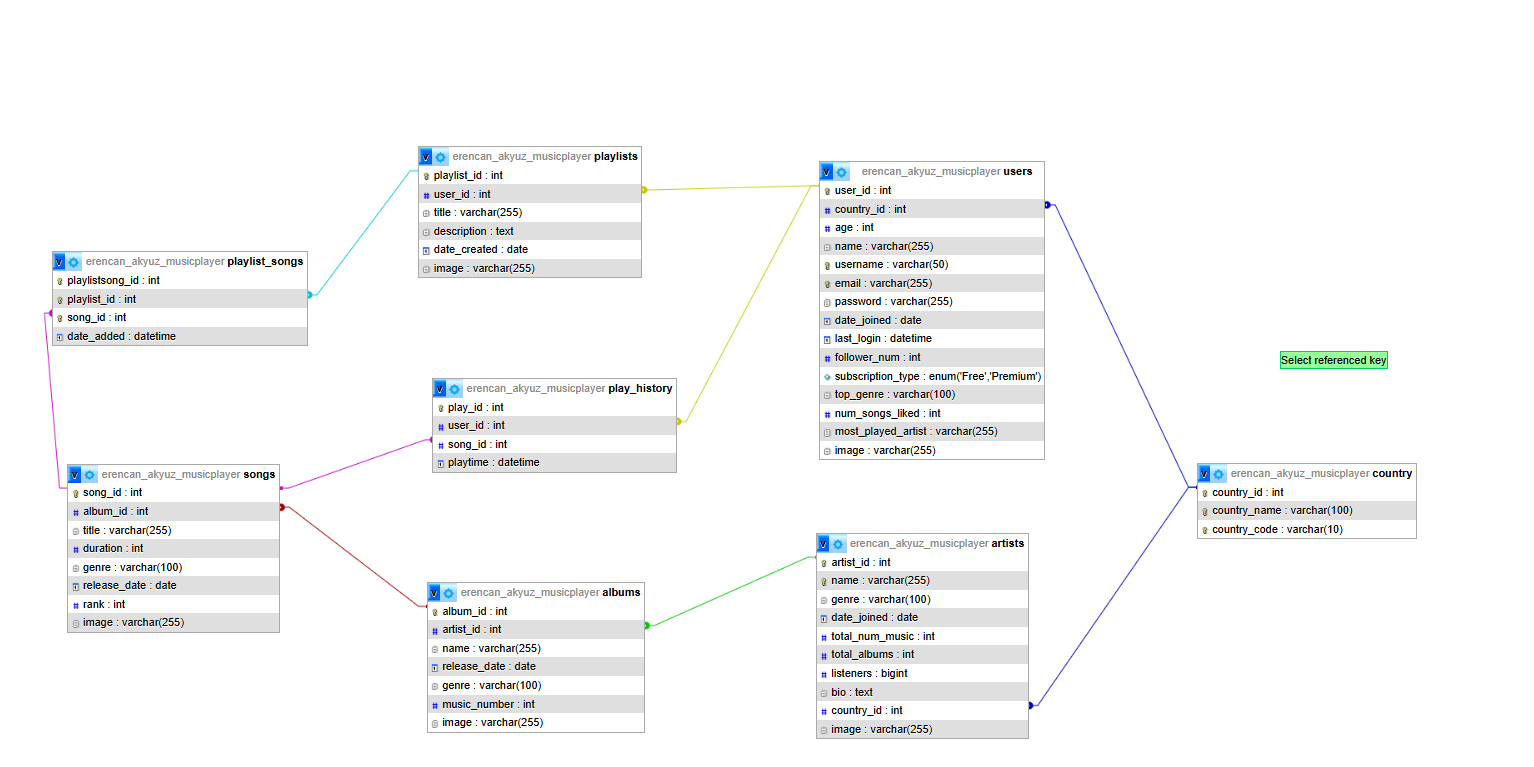 erencan_akyuz_musicplayer playlists
playlist_id : int
user_id : int
title : varchar(255)
description : text
date_created : date
image : varchar(255)
erencan_akyuz_musicplayer users
user_id : int
country_id : int
age : int
name : varchar(255)
username : varchar(50)
email : varchar(255)
password : varchar(255)
date_joined : date
last_login : datetime
follower_num : int
subscription_type : enum('Free','Premium')
top_genre : varchar(100)
num_songs_liked : int
most_played_artist : varchar(255)
image : varchar(255)
erencan_akyuz_musicplayer playlist_songs
playlistsong_id : int
playlist_id : int
song_id : int
date_added : datetime
Select referenced key
erencan_akyuz_musicplayer play_history
play_id : int
user_id : int
song_id : int
playtime : datetime
erencan_akyuz_musicplayer songs
song_id : int
album_id : int
title : varchar(255)
duration : int
genre : varchar(100)
release_date : date
rank : int
image : varchar(255)
erencan_akyuz_musicplayer country
country_id : int
country_name : varchar(100)
country_code : varchar(10)
erencan_akyuz_musicplayer artists
artist_id : int
name : varchar(255)
genre : varchar(100)
date_joined : date
total_num_music : int
total_albums : int
listeners : bigint
bio : text
country_id : int
image : varchar(255)
erencan_akyuz_musicplayer albums
album_id : int
artist_id : int
name : varchar(255)
release_date : date
genre : varchar(100)
music_number : int
image : varchar(255)